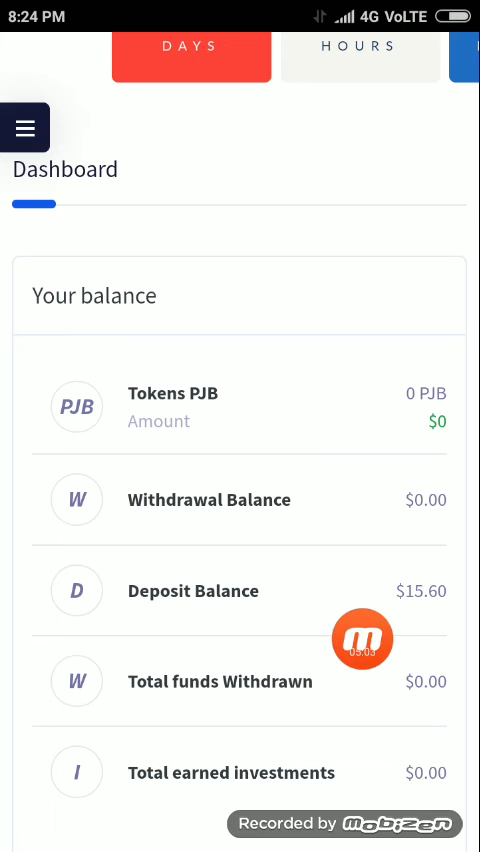 8:24 PM 4G VoLTE
DAYS HOURS
Dashboard
Your balance
PJB Tokens PJB 0 PJB
Amount $0
W Withdrawal Balance $0.00
D Deposit Balance $15.60
05:03
W Total funds Withdrawn $0.00
I Total earned investments $0.00
Recorded by mobizen